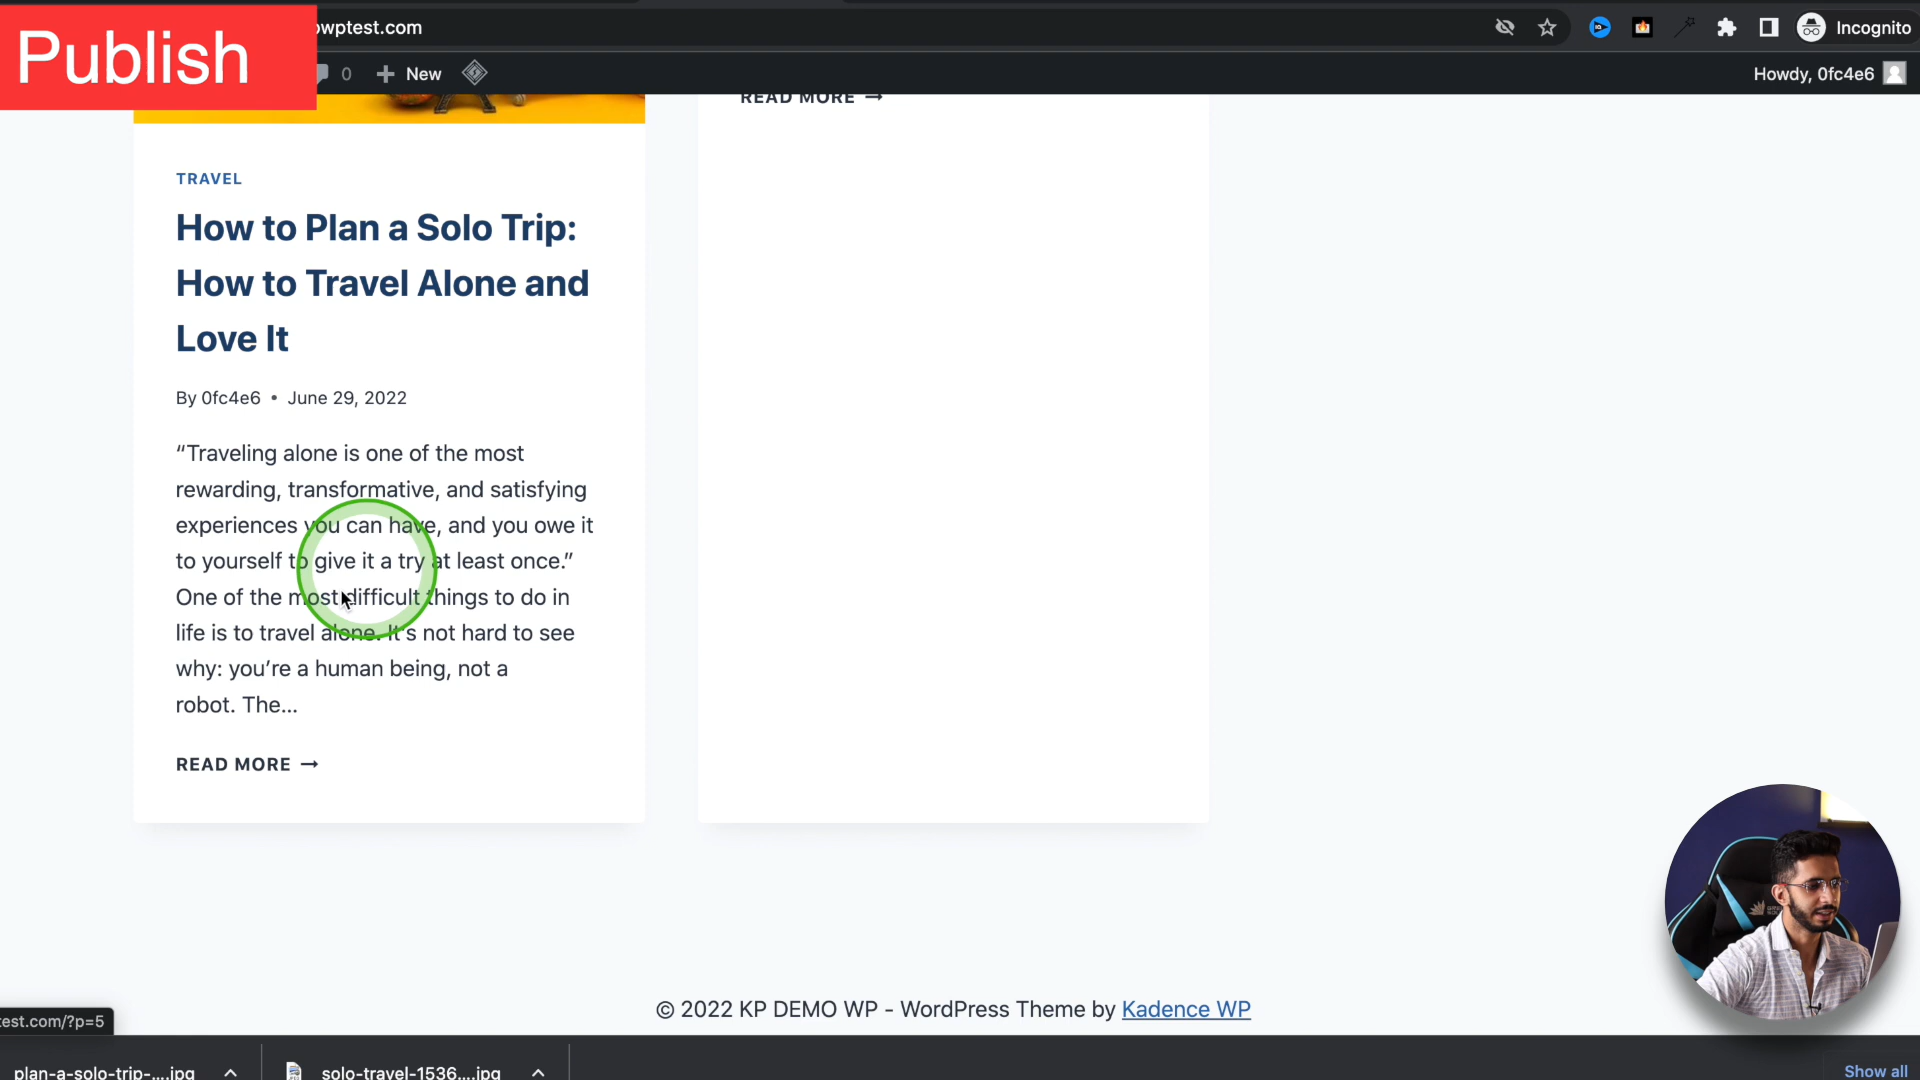 Publish
owptest.com
Incognito
0
New
Howdy, 0fc4e6
READ MORE →
TRAVEL
How to Plan a Solo Trip:
How to Travel Alone and
Love It
By 0fc4e6 • June 29, 2022
“Traveling alone is one of the most
rewarding, transformative, and satisfying
experiences you can have, and you owe it
to yourself to give it a try at least once.”
One of the most difficult things to do in
life is to travel alone. It’s not hard to see
why: you’re a human being, not a
robot. The...
READ MORE →
© 2022 KP DEMO WP - WordPress Theme by Kadence WP
test.com/?p=5
plan-a-solo-trip-....jpg
solo-travel-1536....jpg
Show all